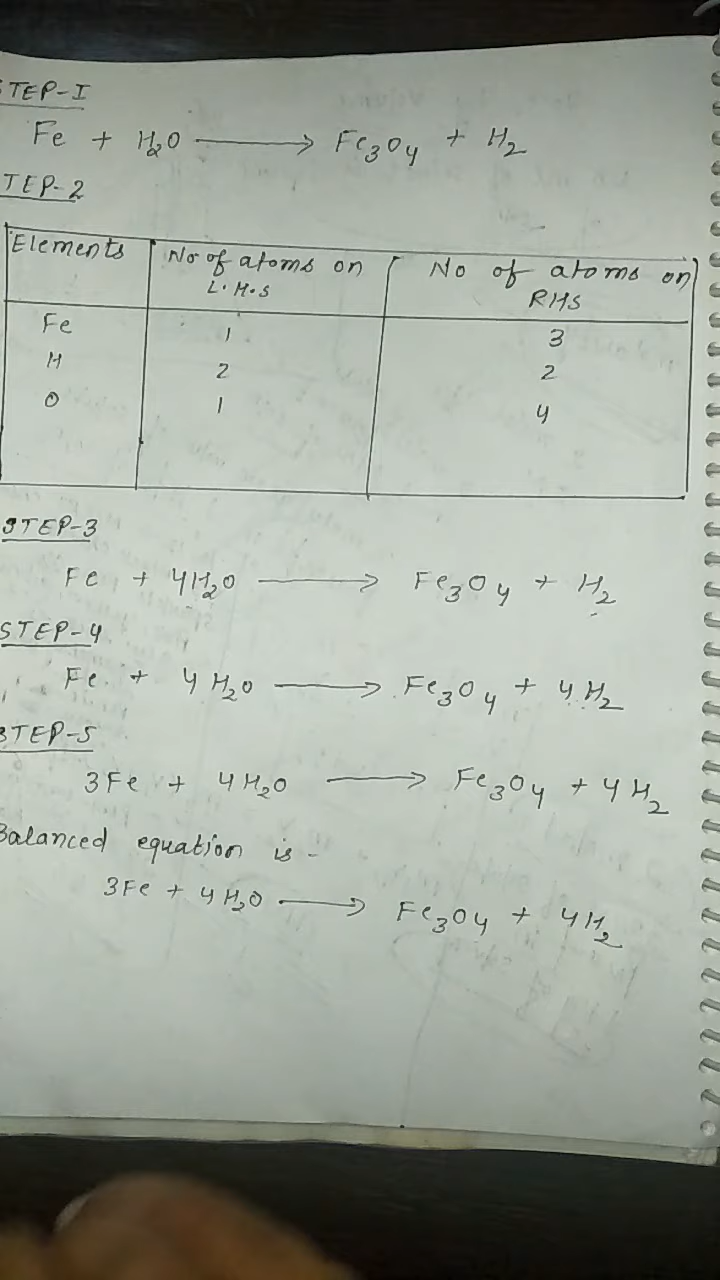 STEP-I
Fe + H₂O ⟶ Fe₃O₄ + H₂
TEP-2
Elements | No of atoms on L.H.S | No of atoms on RHS
Fe | 1 | 3
H | 2 | 2
O | 1 | 4
STEP-3
Fe + 4H₂O ⟶ Fe₃O₄ + H₂
STEP-4
Fe + 4H₂O ⟶ Fe₃O₄ + 4H₂
STEP-5
3Fe + 4H₂O ⟶ Fe₃O₄ + 4H₂
Balanced equation is -
3Fe + 4H₂O ⟶ Fe₃O₄ + 4H₂